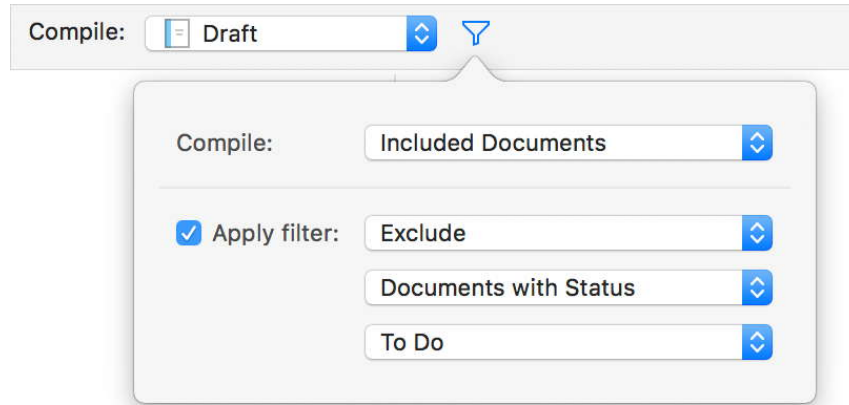 Compile: Draft
Compile: Included Documents
Apply filter: Exclude
Documents with Status
To Do